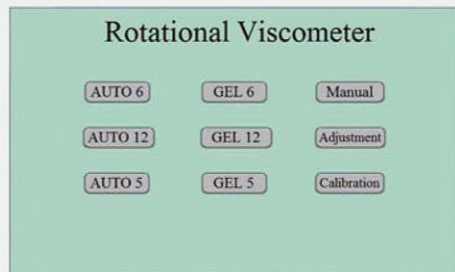 Rotational Viscometer
AUTO 6 GEL 6 Manual
AUTO 12 GEL 12 Adjustment
AUTO 5 GEL 5 Calibration